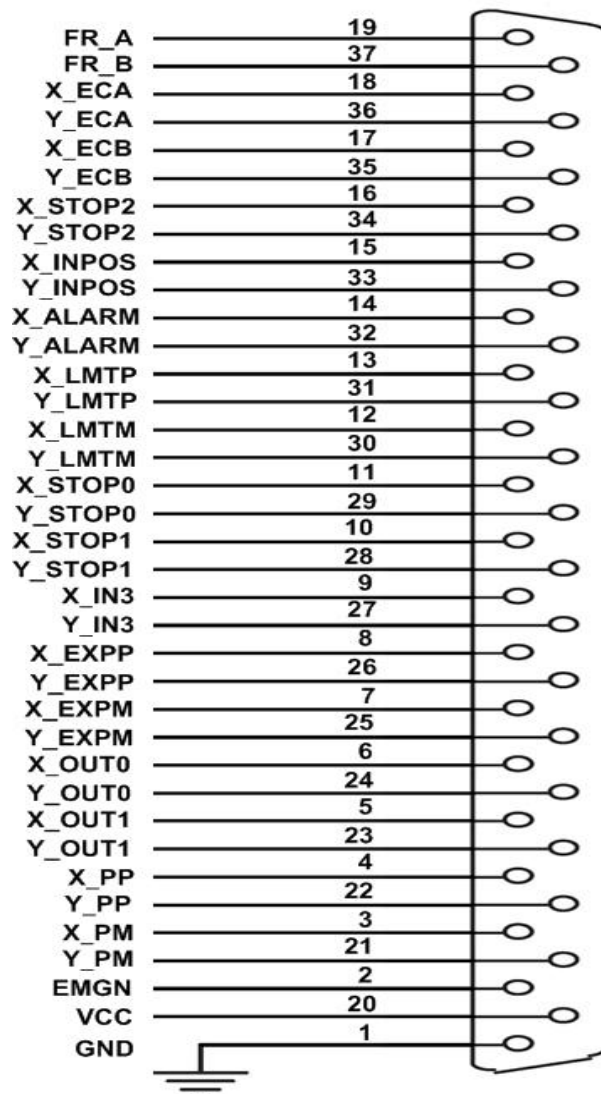 FR_A 19
FR_B 37
X_ECA 18
Y_ECA 36
X_ECB 17
Y_ECB 35
X_STOP2 16
Y_STOP2 34
X_INPOS 15
Y_INPOS 33
X_ALARM 14
Y_ALARM 32
X_LMTP 13
Y_LMTP 31
X_LMTM 12
Y_LMTM 30
X_STOP0 11
Y_STOP0 29
X_STOP1 10
Y_STOP1 28
X_IN3 9
Y_IN3 27
X_EXPP 8
Y_EXPP 26
X_EXPM 7
Y_EXPM 25
X_OUT0 6
Y_OUT0 24
X_OUT1 5
Y_OUT1 23
X_PP 4
Y_PP 22
X_PM 3
Y_PM 21
EMGN 2
VCC 20
GND 1